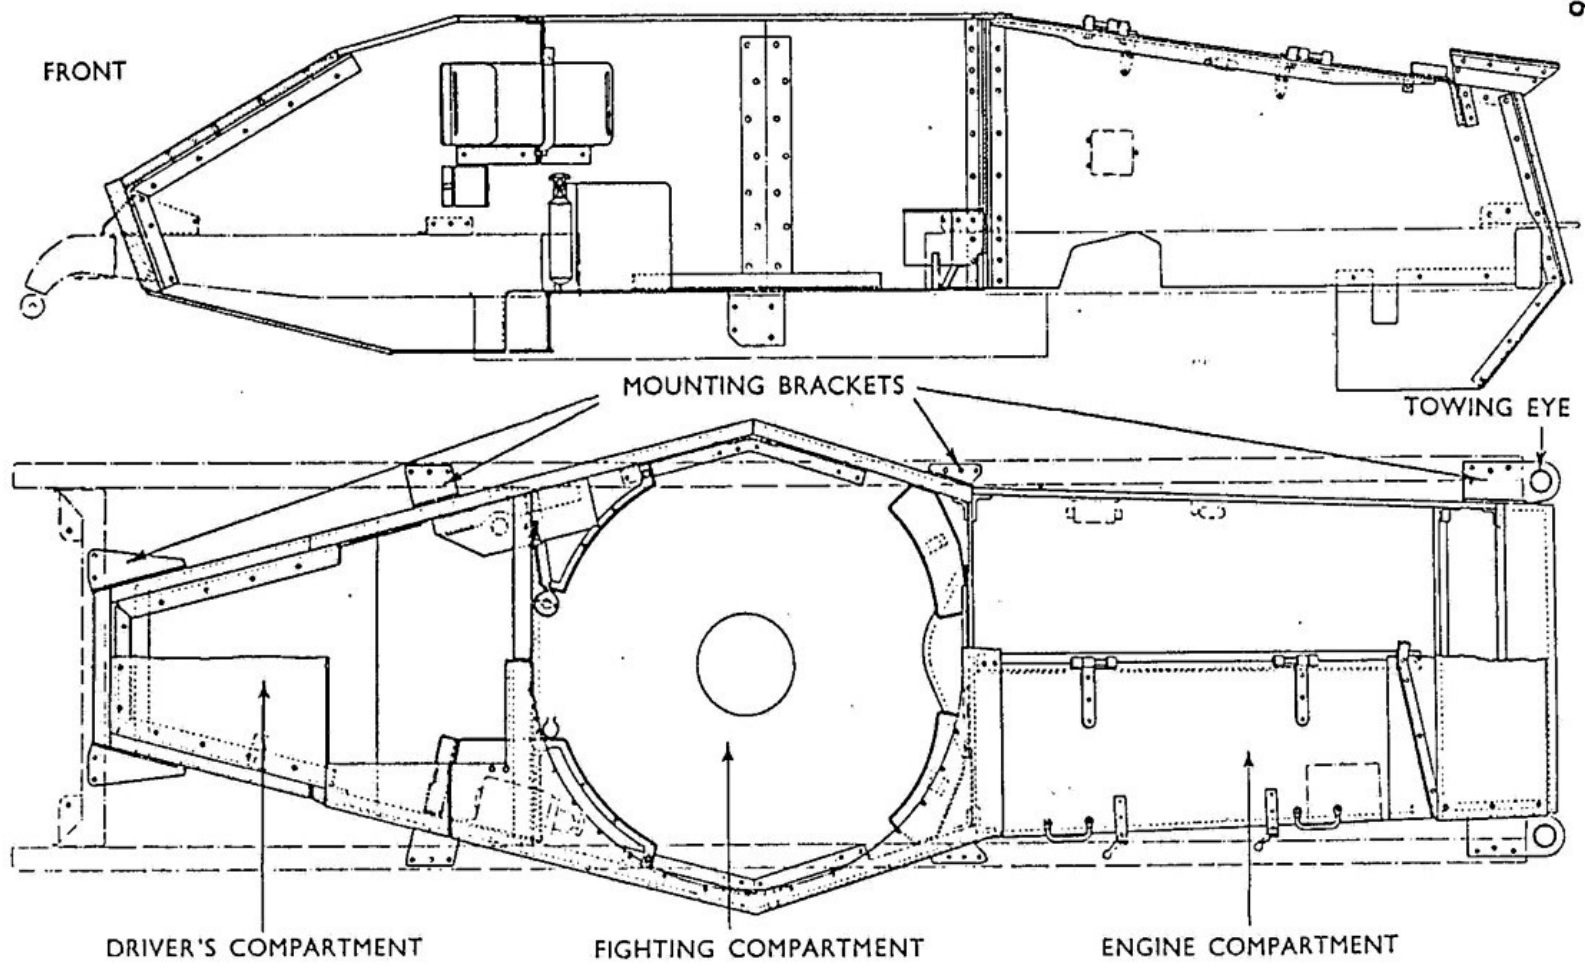 FRONT
MOUNTING BRACKETS
TOWING EYE
DRIVER'S COMPARTMENT
FIGHTING COMPARTMENT
ENGINE COMPARTMENT